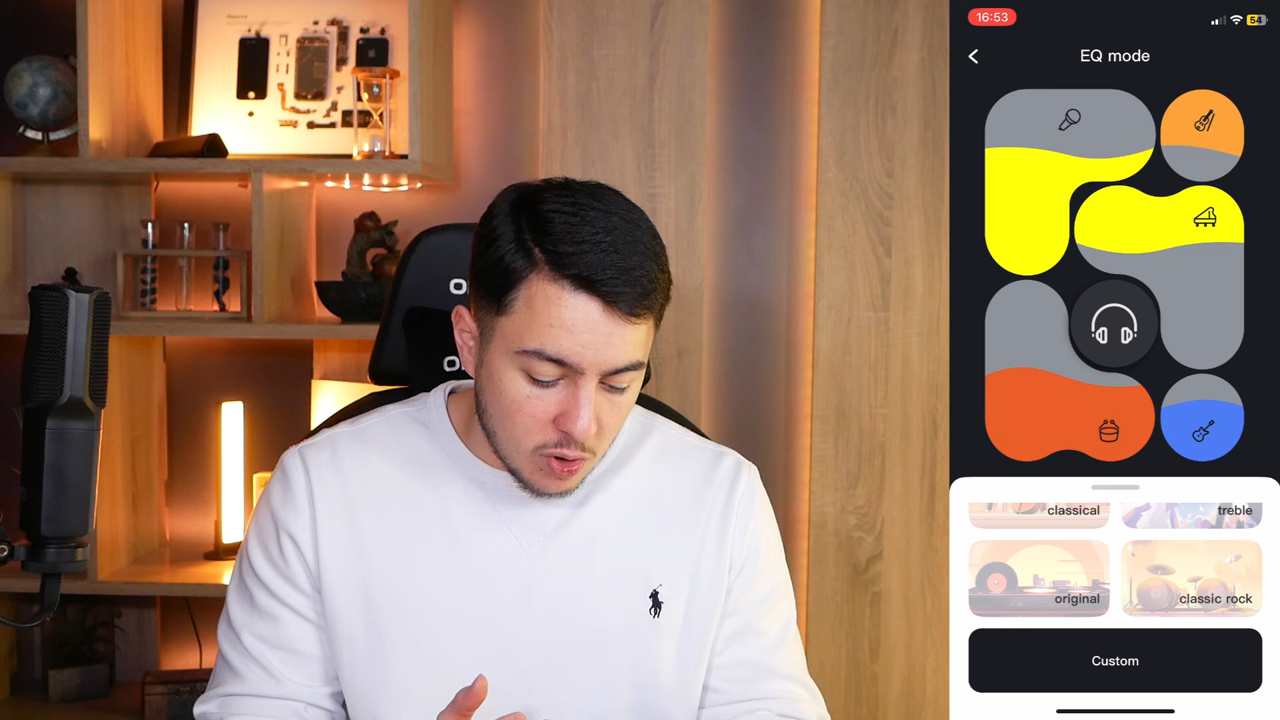 16:53
54
EQ mode
classical
treble
original
classic rock
Custom
O
O